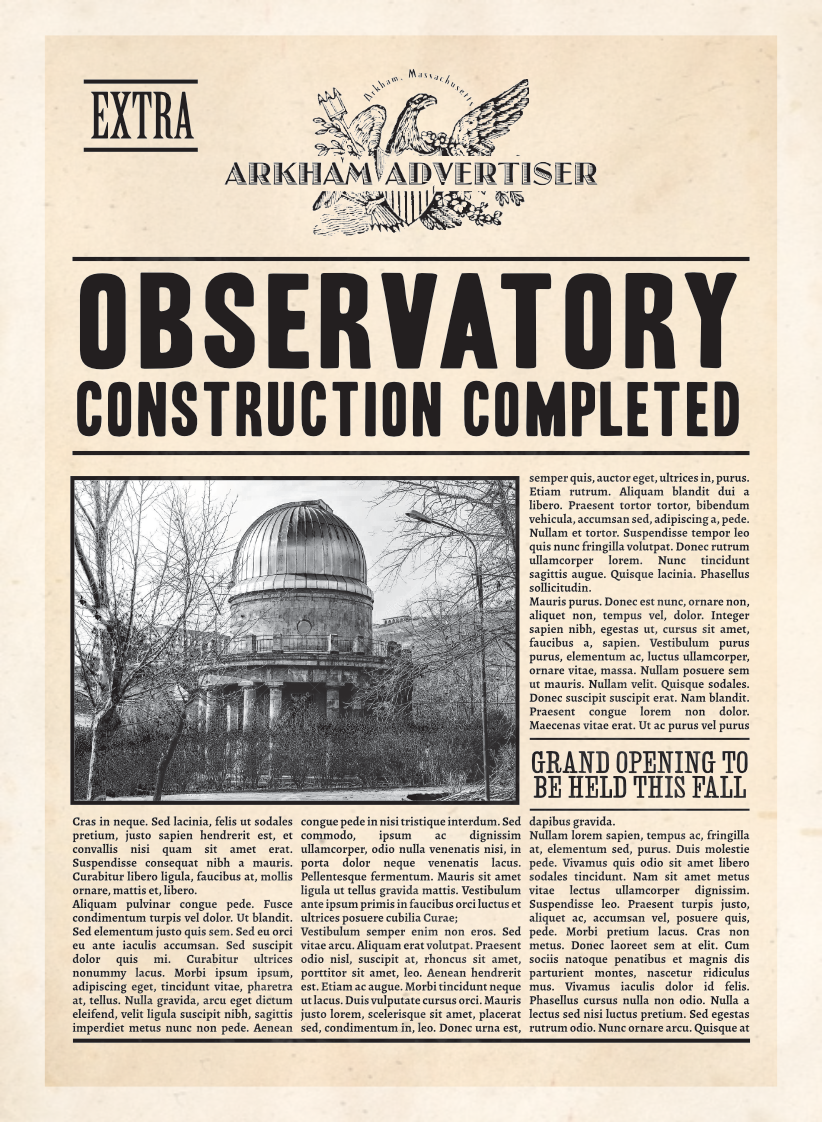 EXTRA
Arkham, Massachusetts
ARKHAM ADVERTISER
OBSERVATORY
CONSTRUCTION COMPLETED
Cras in neque. Sed lacinia, felis ut sodales
pretium, justo sapien hendrerit est, et
convallis nisi quam sit amet erat.
Suspendisse consequat nibh a mauris.
Curabitur libero ligula, faucibus at, mollis
ornare, mattis et, libero.
Aliquam pulvinar congue pede. Fusce
condimentum turpis vel dolor. Ut blandit.
Sed elementum justo quis sem. Sed eu orci
eu ante iaculis accumsan. Sed suscipit
dolor quis mi. Curabitur ultrices
nonummy lacus. Morbi ipsum ipsum,
adipiscing eget, tincidunt vitae, pharetra
at, tellus. Nulla gravida, arcu eget dictum
eleifend, velit ligula suscipit nibh, sagittis
imperdiet metus nunc non pede. Aenean
congue pede in nisi tristique interdum. Sed
commodo, ipsum ac dignissim
ullamcorper, odio nulla venenatis nisi, in
porta dolor neque venenatis lacus.
Pellentesque fermentum. Mauris sit amet
ligula ut tellus gravida mattis. Vestibulum
ante ipsum primis in faucibus orci luctus et
ultrices posuere cubilia Curae;
Vestibulum semper enim non eros. Sed
vitae arcu. Aliquam erat volutpat. Praesent
odio nisl, suscipit at, rhoncus sit amet,
porttitor sit amet, leo. Aenean hendrerit
est. Etiam ac augue. Morbi tincidunt neque
ut lacus. Duis vulputate cursus orci. Mauris
justo lorem, scelerisque sit amet, placerat
sed, condimentum in, leo. Donec urna est,
semper quis, auctor eget, ultrices in, purus.
Etiam rutrum. Aliquam blandit dui a
libero. Praesent tortor tortor, bibendum
vehicula, accumsan sed, adipiscing a, pede.
Nullam et tortor. Suspendisse tempor leo
quis nunc fringilla volutpat. Donec rutrum
ullamcorper lorem. Nunc tincidunt
sagittis augue. Quisque lacinia. Phasellus
sollicitudin.
Mauris purus. Donec est nunc, ornare non,
aliquet non, tempus vel, dolor. Integer
sapien nibh, egestas ut, cursus sit amet,
faucibus a, sapien. Vestibulum purus
purus, elementum ac, luctus ullamcorper,
ornare vitae, massa. Nullam posuere sem
ut mauris. Nullam velit. Quisque sodales.
Donec suscipit suscipit erat. Nam blandit.
Praesent congue lorem non dolor.
Maecenas vitae erat. Ut ac purus vel purus
GRAND OPENING TO
BE HELD THIS FALL
dapibus gravida.
Nullam lorem sapien, tempus ac, fringilla
at, elementum sed, purus. Duis molestie
pede. Vivamus quis odio sit amet libero
sodales tincidunt. Nam sit amet metus
vitae lectus ullamcorper dignissim.
Suspendisse leo. Praesent turpis justo,
aliquet ac, accumsan vel, posuere quis,
pede. Morbi pretium lacus. Cras non
metus. Donec laoreet sem at elit. Cum
sociis natoque penatibus et magnis dis
parturient montes, nascetur ridiculus
mus. Vivamus iaculis dolor id felis.
Phasellus cursus nulla non odio. Nulla a
lectus sed nisi luctus pretium. Sed egestas
rutrum odio. Nunc ornare arcu. Quisque at